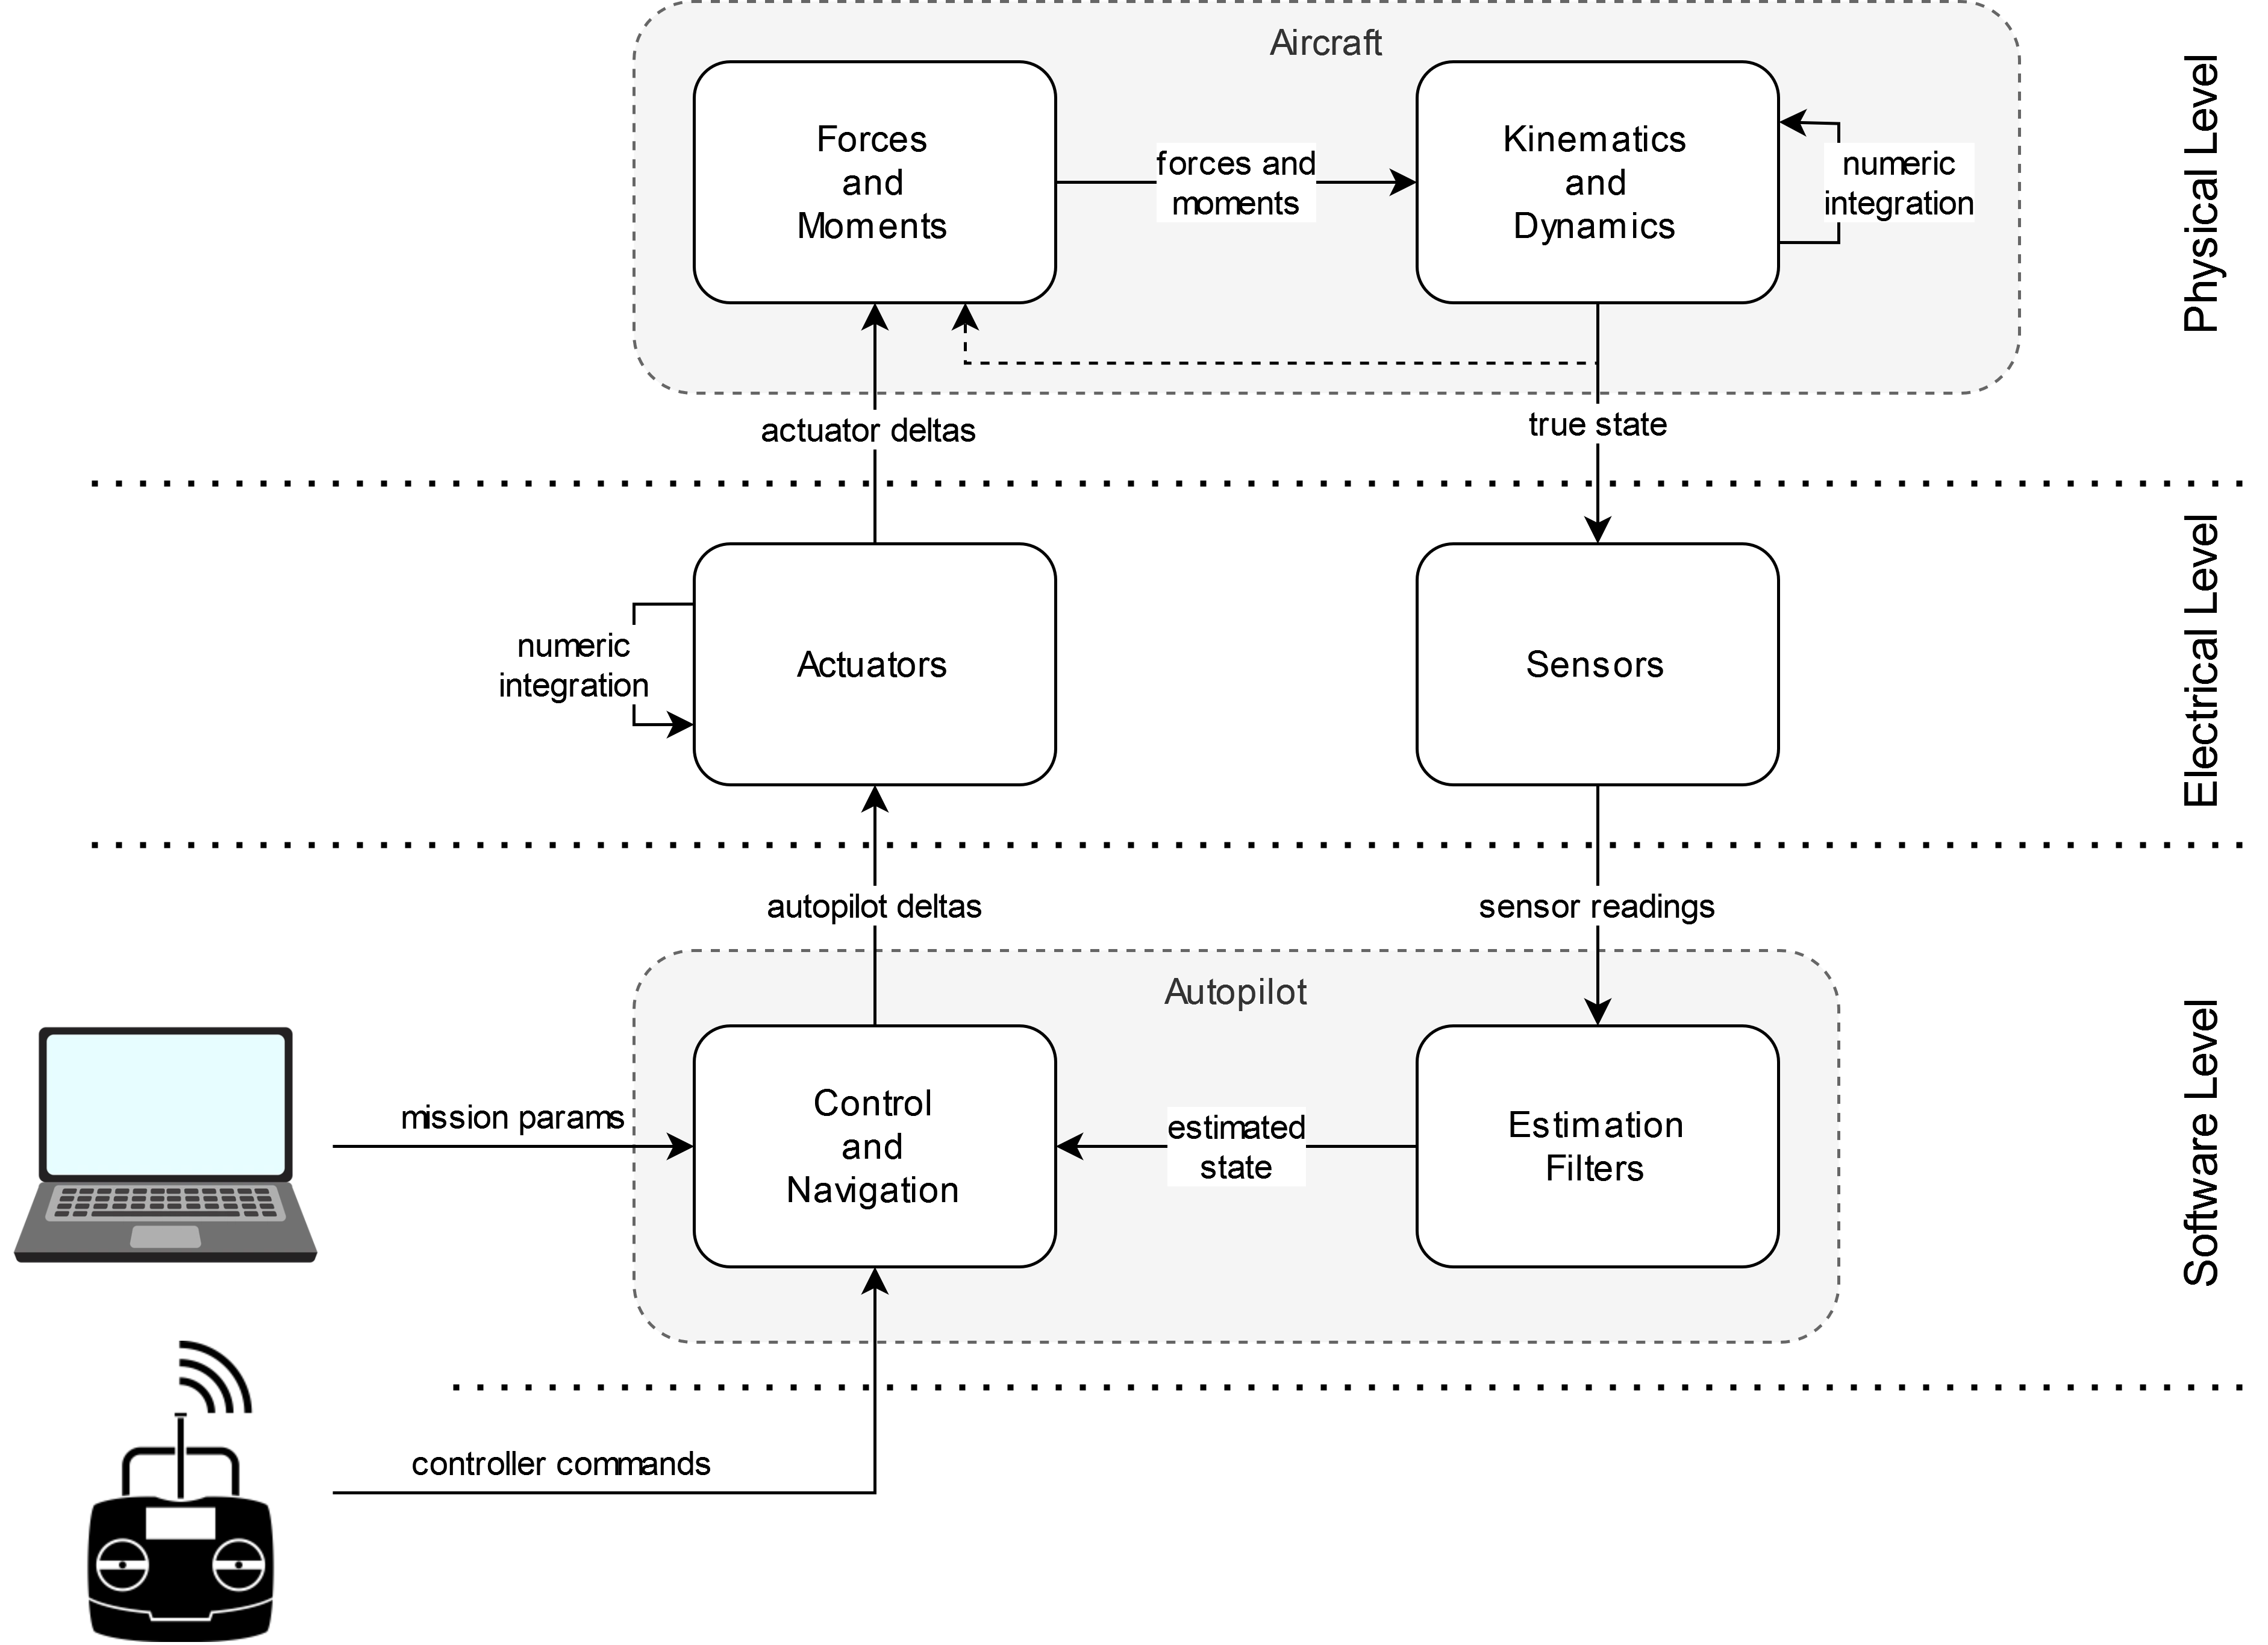 Aircraft
Forces
and
Moments
forces and
moments
Kinematics
and
Dynamics
numeric
integration
Physical Level
actuator deltas
true state
numeric
integration
Actuators
Sensors
Electrical Level
autopilot deltas
sensor readings
Autopilot
mission params
Control
and
Navigation
estimated
state
Estimation
Filters
Software Level
controller commands